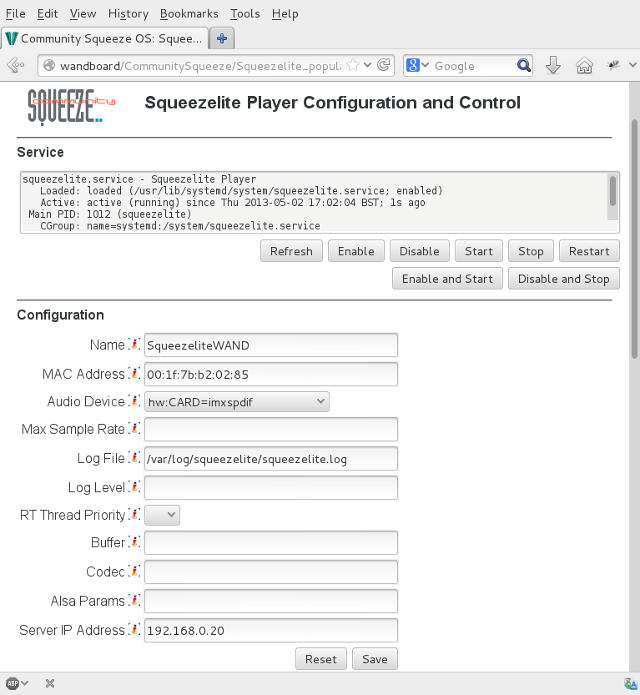 File Edit View History Bookmarks Tools Help
Community Squeeze OS: Squee...
wandboard/CommunitySqueeze/Squeezelite_popul
Google
community
SQUEEZE..
Squeezelite Player Configuration and Control
Service
squeezelite.service - Squeezelite Player
Loaded: loaded (/usr/lib/systemd/system/squeezelite.service; enabled)
Active: active (running) since Thu 2013-05-02 17:02:04 BST; 1s ago
Main PID: 1012 (squeezelite)
CGroup: name=systemd:/system/squeezelite.service
Refresh Enable Disable Start Stop Restart
Enable and Start Disable and Stop
Configuration
Name SqueezeliteWAND
MAC Address 00:1f:7b:b2:02:85
Audio Device hw:CARD=imxspdif
Max Sample Rate
Log File /var/log/squeezelite/squeezelite.log
Log Level
RT Thread Priority
Buffer
Codec
Alsa Params
Server IP Address 192.168.0.20
Reset Save
ABP